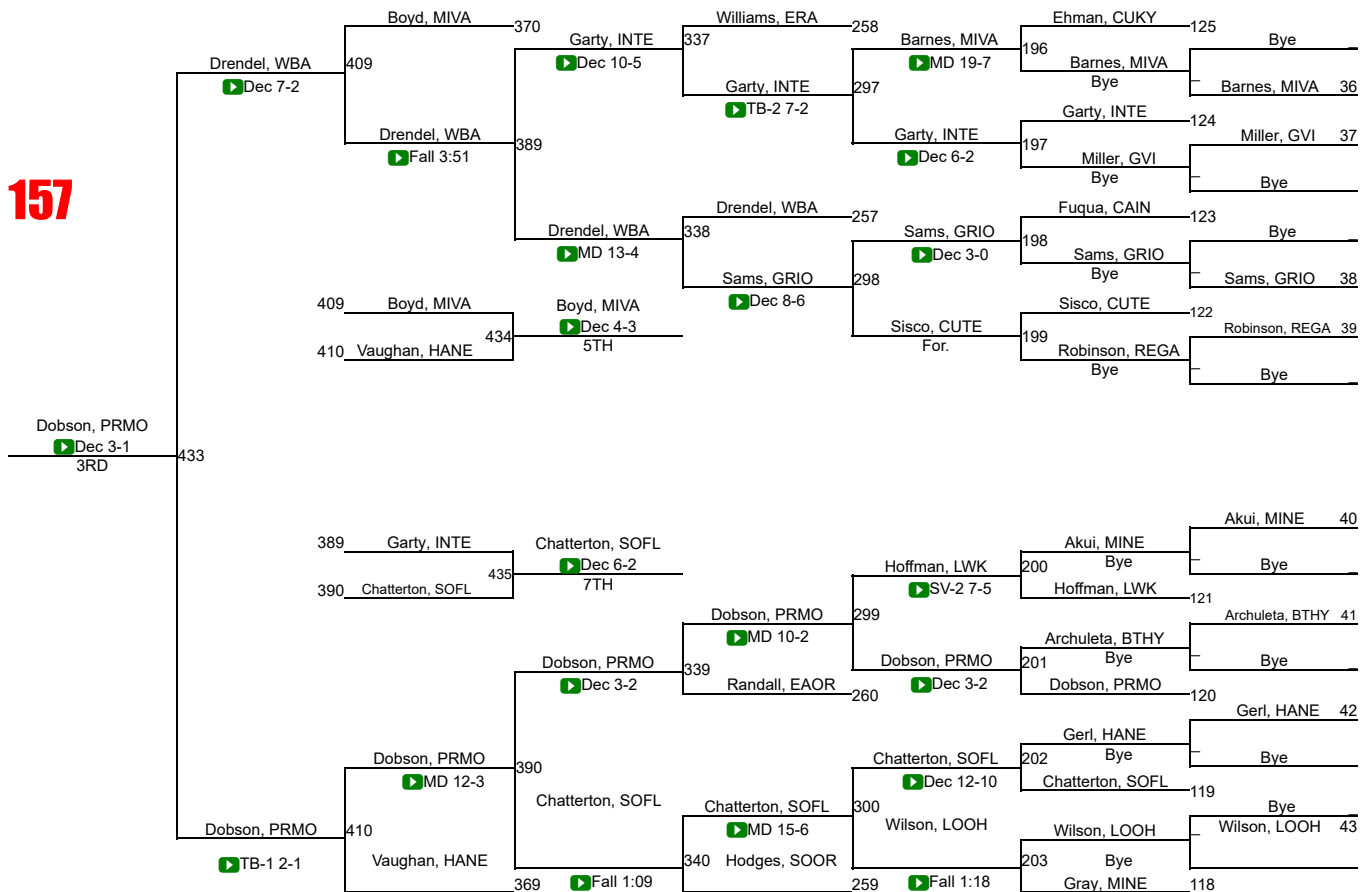 Boyd, MIVA
370
Williams, ERA
258
Ehman, CUKY
125
Garty, INTE
337
Barnes, MIVA
196
Bye
_
Drendel, WBA
409
Dec 10-5
MD 19-7
Barnes, MIVA
Dec 7-2
Garty, INTE
297
Bye
_
Barnes, MIVA 36
TB-2 7-2
Garty, INTE
124
Drendel, WBA
389
Garty, INTE
197
Miller, GVI 37
Fall 3:51
Dec 6-2
Miller, GVI
Bye
_
Bye
_
157
Drendel, WBA
257
Fuqua, CAIN
123
Drendel, WBA
338
Sams, GRIO
198
Bye
_
MD 13-4
Dec 3-0
Sams, GRIO
Sams, GRIO
298
Bye
_
Sams, GRIO 38
409 Boyd, MIVA
Boyd, MIVA
Dec 8-6
Sisco, CUTE
122
434
Dec 4-3
Sisco, CUTE
199
Robinson, REGA 39
410 Vaughan, HANE
5TH
For.
Robinson, REGA
Bye
_
Bye
_
Dobson, PRMO
Dec 3-1
433
3RD
Akui, MINE 40
389 Garty, INTE
Chatterton, SOFL
Akui, MINE
_
435
Dec 6-2
Hoffman, LWK
200
Bye
Bye
_
390 Chatterton, SOFL
7TH
SV-2 7-5
Hoffman, LWK
121
Dobson, PRMO
299
Archuleta, BTHY 41
MD 10-2
Archuleta, BTHY
_
Dobson, PRMO
339
Dobson, PRMO
201
Bye
Bye
_
Dec 3-2
Randall, EAOR
260
Dec 3-2
Dobson, PRMO
120
Gerl, HANE 42
Gerl, HANE
_
Dobson, PRMO
390
Chatterton, SOFL
202
Bye
Bye
_
MD 12-3
Dec 12-10
Chatterton, SOFL
119
Chatterton, SOFL
Chatterton, SOFL
300
Bye
_
Dobson, PRMO
410
MD 15-6
Wilson, LOOH
Wilson, LOOH
_
Wilson, LOOH 43
TB-1 2-1
Vaughan, HANE
340
Hodges, SOOR
203
Bye
369
Fall 1:09
259
Fall 1:18
Gray, MINE
118